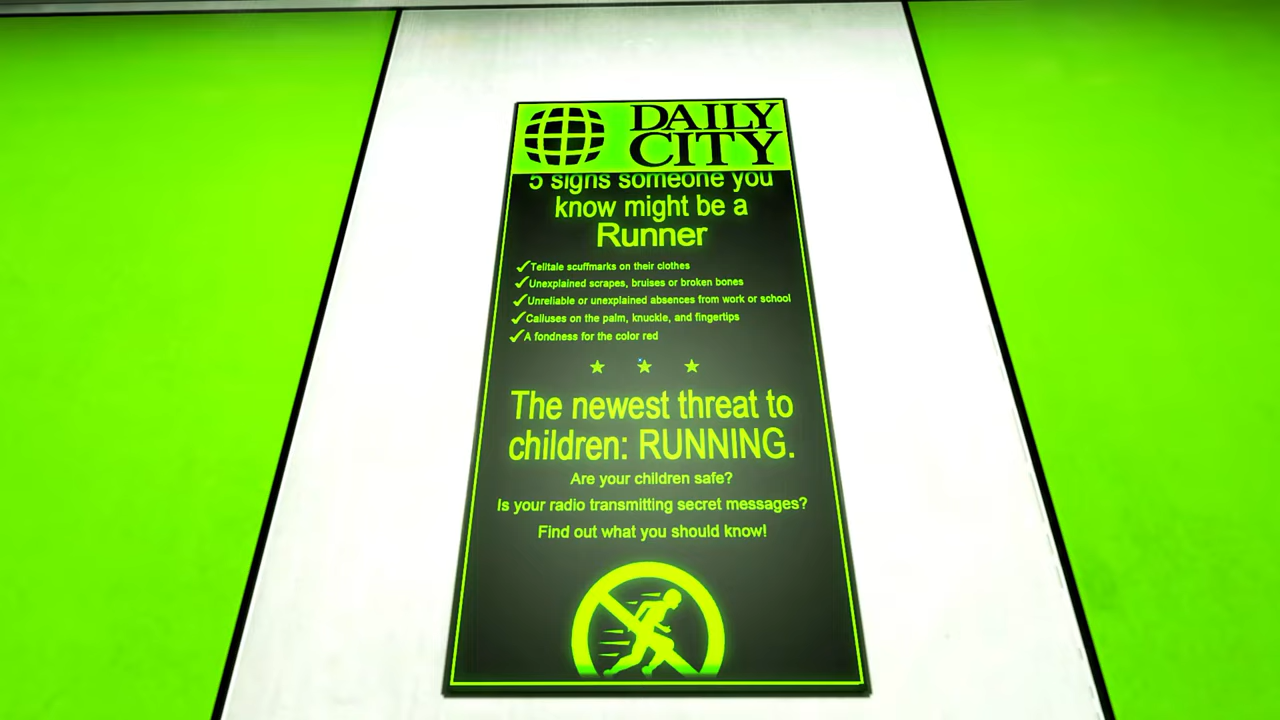 DAILY
CITY
5 signs someone you
know might be a
Runner
Telltale scuffmarks on their clothes
Unexplained scrapes, bruises or broken bones
Unreliable or unexplained absences from work or school
Calluses on the palm, knuckle, and fingertips
A fondness for the color red
The newest threat to
children: RUNNING.
Are your children safe?
Is your radio transmitting secret messages?
Find out what you should know!